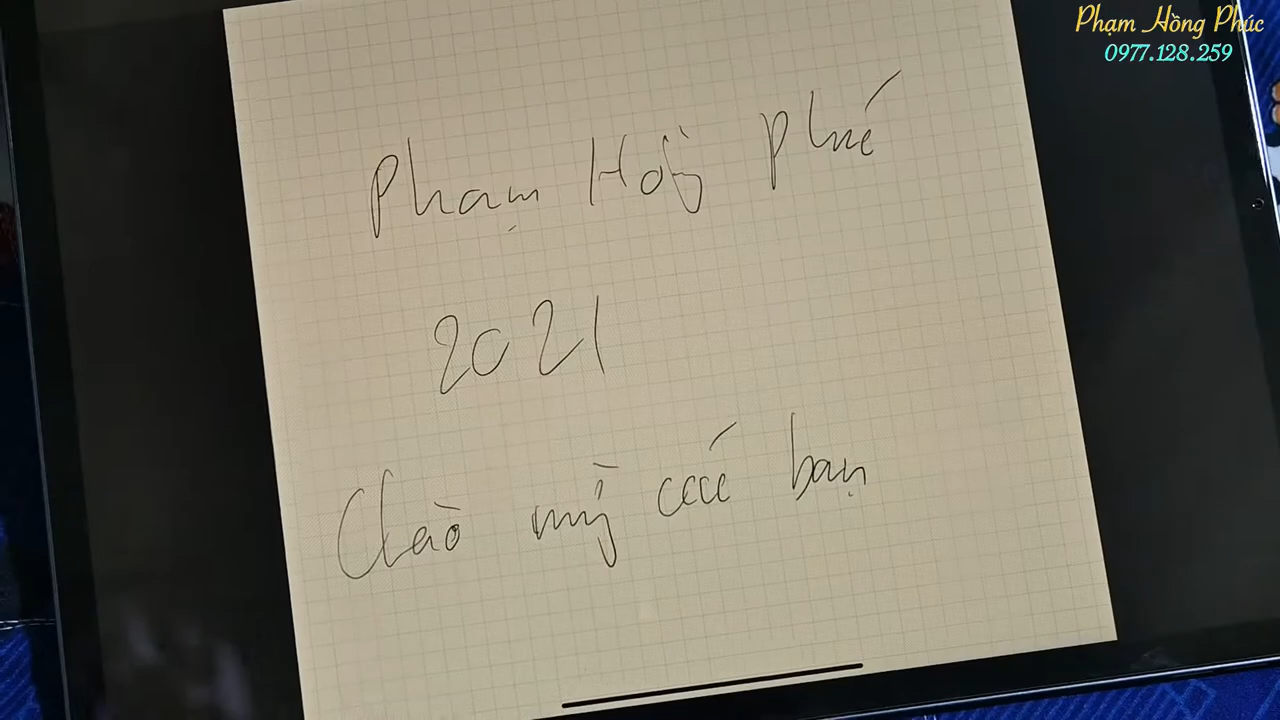 Phạm Hồng Phúc
0977.128.259
Phạm Hồng Phúc
2021
Chào mừng các bạn